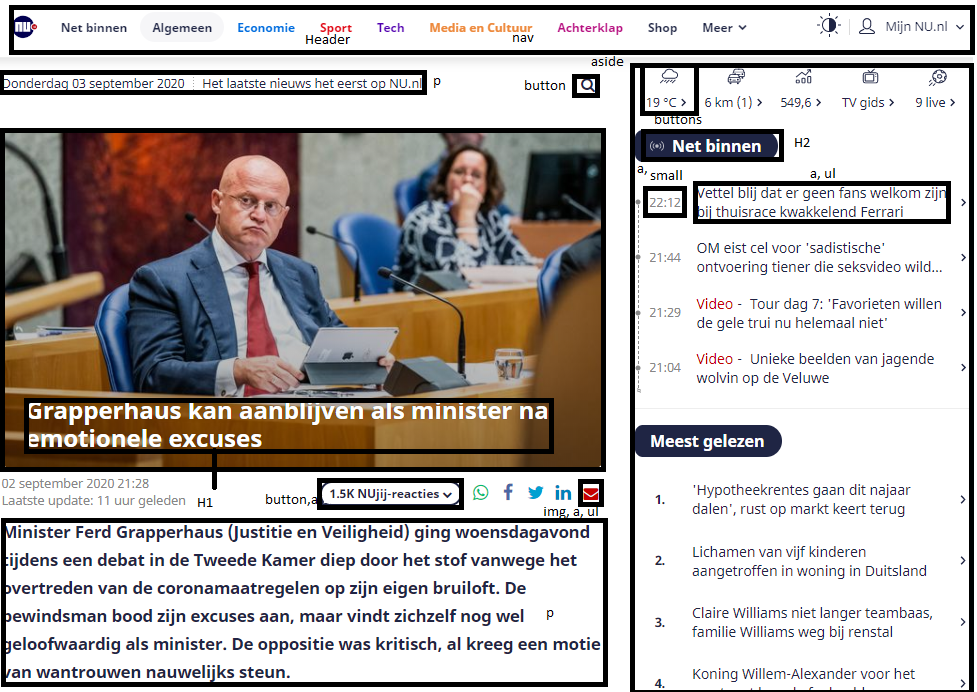 NU
Net binnen
Algemeen
Economie
Sport
Tech
Media en Cultuur
Achterklap
Shop
Meer
Mijn NU.nl
Header
nav
aside
Donderdag 03 september 2020
Het laatste nieuws het eerst op NU.nl
p
button
19 °C
6 km (1)
549,6
TV gids
9 live
buttons
Net binnen
H2
a,
small
a, ul
22:12
Vettel blij dat er geen fans welkom zijn
bij thuisrace kwakkelend Ferrari
21:44
OM eist cel voor 'sadistische'
ontvoering tiener die seksvideo wild...
21:29
Video - Tour dag 7: 'Favorieten willen
de gele trui nu helemaal niet'
21:04
Video - Unieke beelden van jagende
wolvin op de Veluwe
Grapperhaus kan aanblijven als minister na
emotionele excuses
02 september 2020 21:28
Laatste update: 11 uur geleden
H1
button,a
1.5K NUjij-reacties
img, a, ul
Minister Ferd Grapperhaus (Justitie en Veiligheid) ging woensdagavond
tijdens een debat in de Tweede Kamer diep door het stof vanwege het
overtreden van de coronamaatregelen op zijn eigen bruiloft. De
bewindsman bood zijn excuses aan, maar vindt zichzelf nog wel
geloofwaardig als minister. De oppositie was kritisch, al kreeg een motie
van wantrouwen nauwelijks steun.
p
Meest gelezen
1.
'Hypotheekrentes gaan dit najaar
dalen', rust op markt keert terug
2.
Lichamen van vijf kinderen
aangetroffen in woning in Duitsland
3.
Claire Williams niet langer teambaas,
familie Williams weg bij renstal
4.
Koning Willem-Alexander voor het